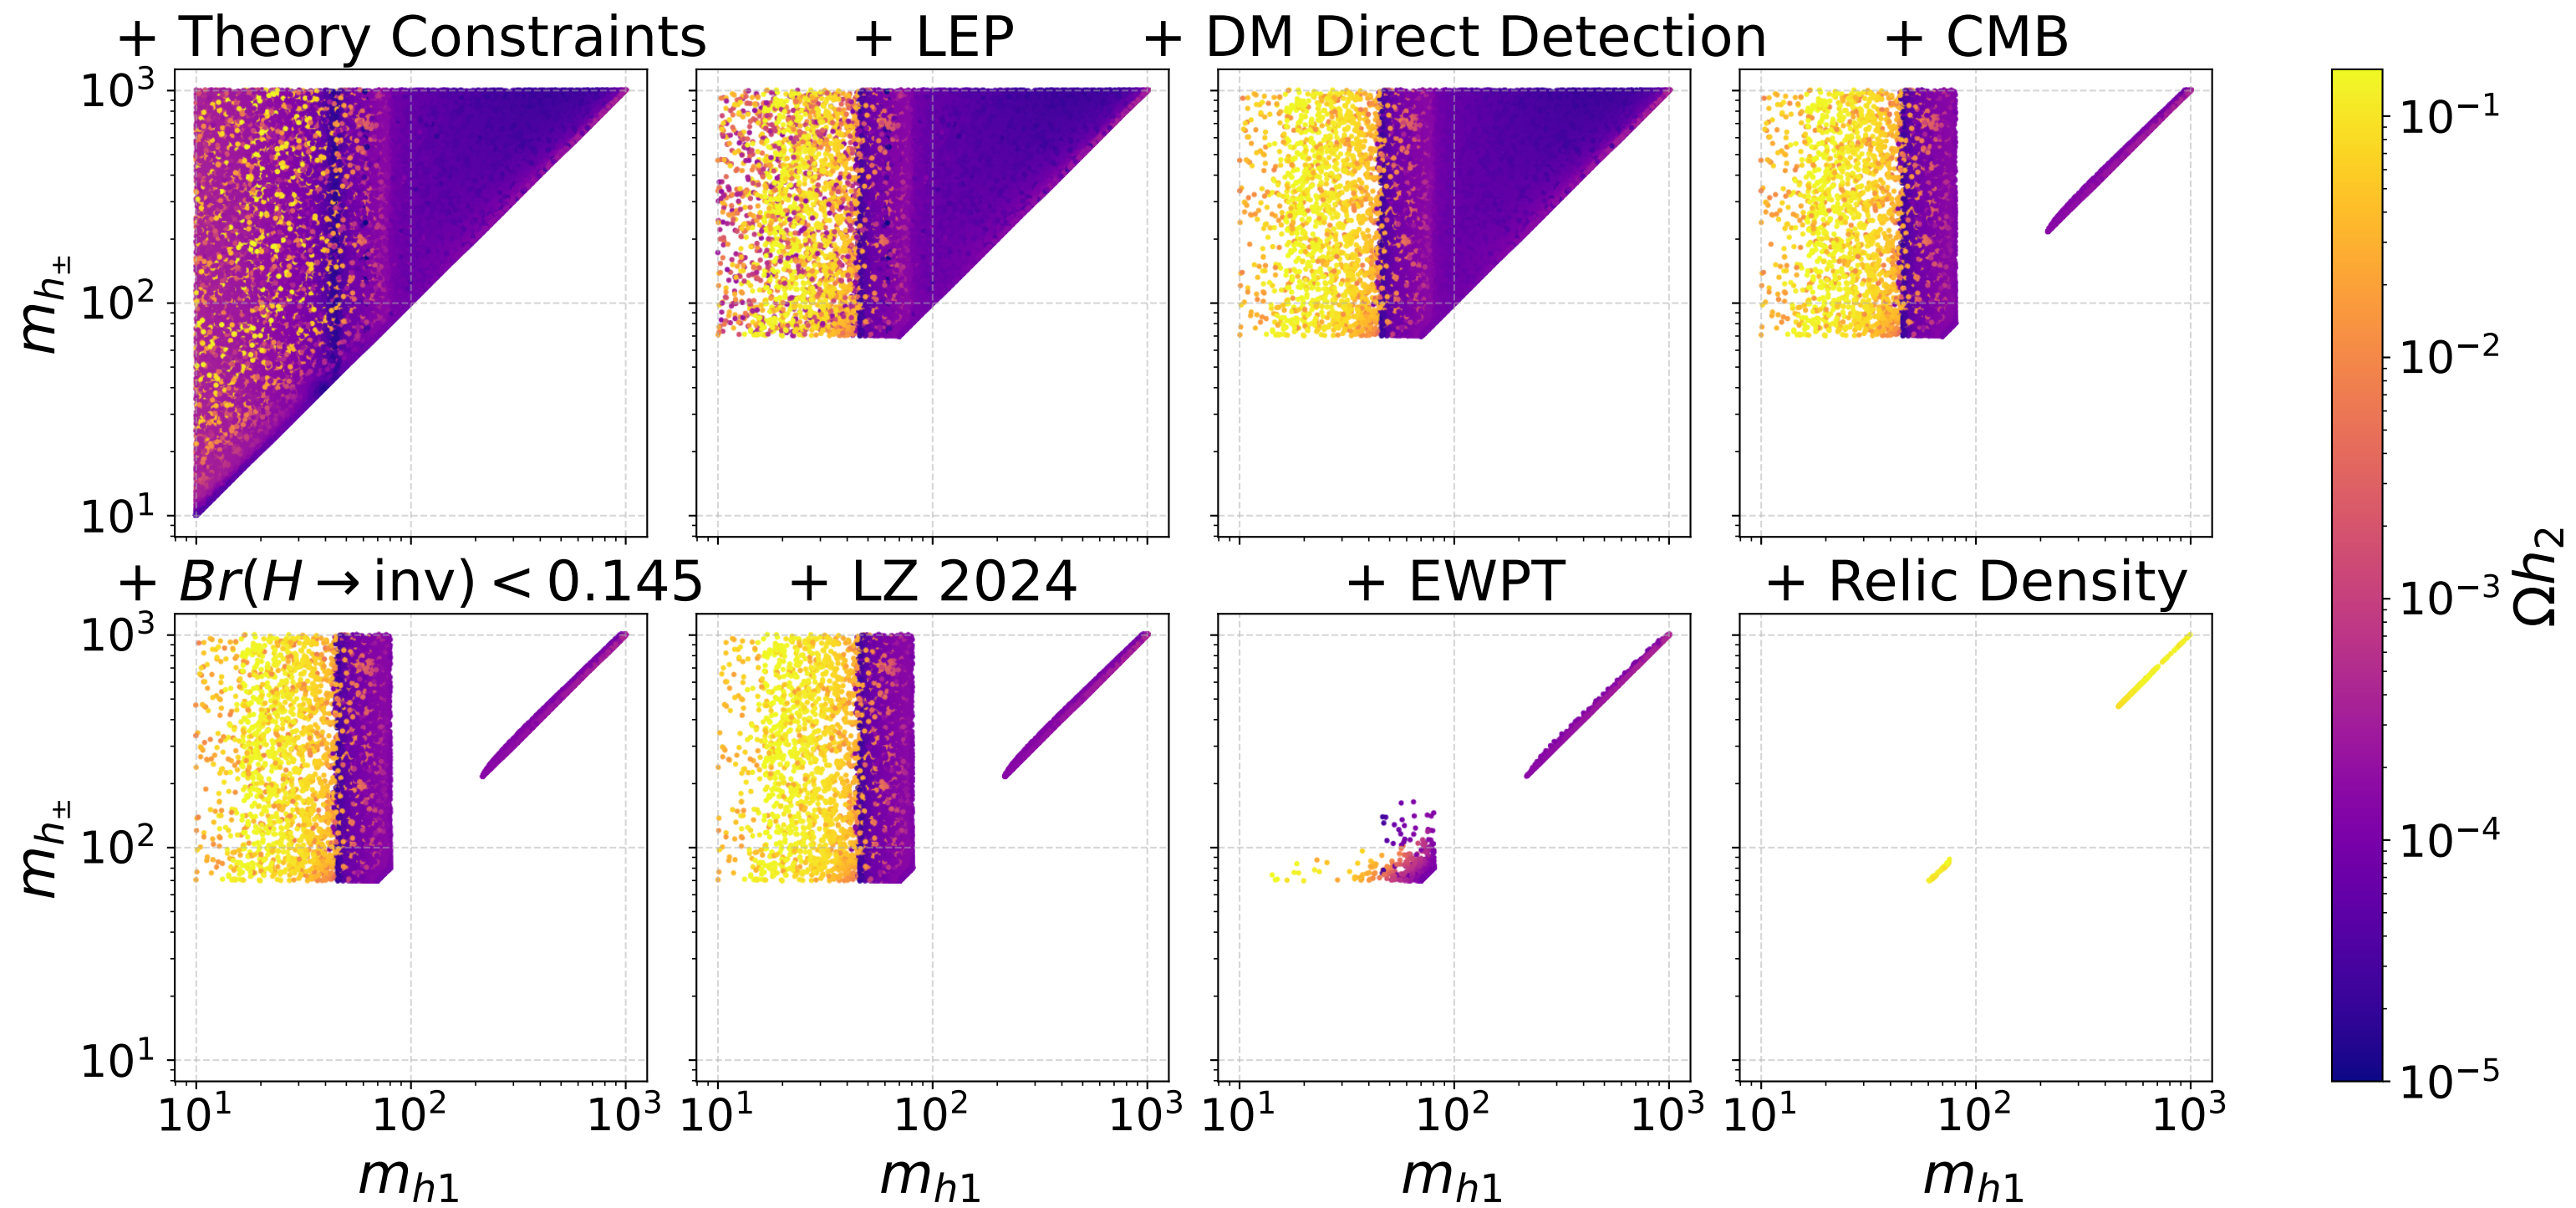 + Theory Constraints
+ LEP
+ DM Direct Detection
+ CMB
10³
10²
10¹
m_{h±}
+ Br(H → inv) < 0.145
+ LZ 2024
+ EWPT
+ Relic Density
10³
10²
10¹
m_{h±}
10¹ 10² 10³
10¹ 10² 10³
10¹ 10² 10³
10¹ 10² 10³
m_{h1}
m_{h1}
m_{h1}
m_{h1}
10⁻¹
10⁻²
10⁻³
10⁻⁴
10⁻⁵
Ωh₂